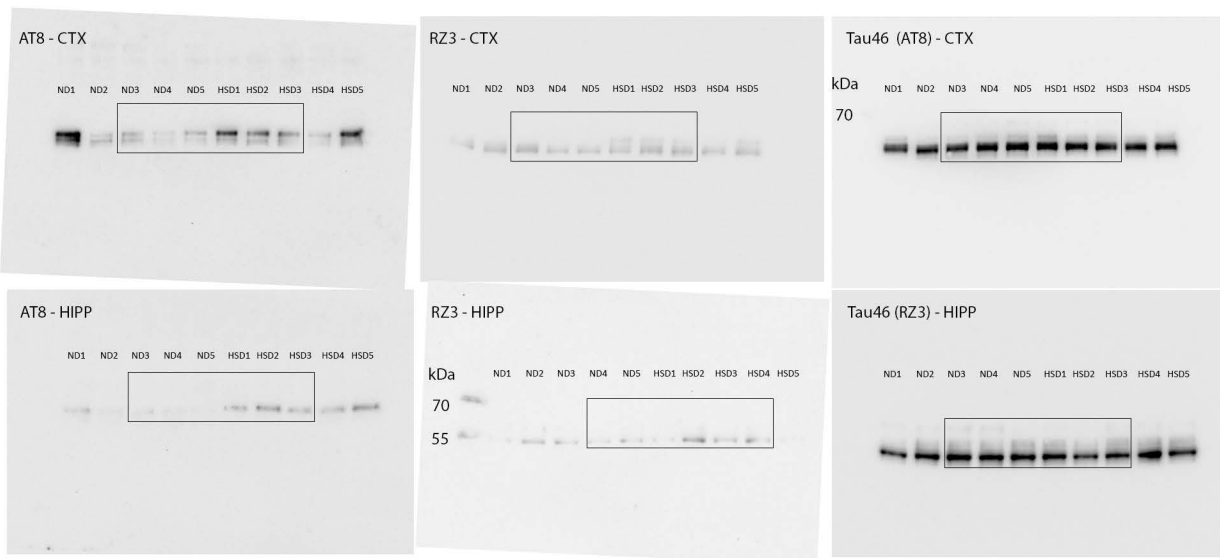 AT8 - CTX
ND1 ND2 ND3 ND4 ND5 HSD1 HSD2 HSD3 HSD4 HSD5
RZ3 - CTX
ND1 ND2 ND3 ND4 ND5 HSD1 HSD2 HSD3 HSD4 HSD5
Tau46 (AT8) - CTX
kDa
ND1 ND2 ND3 ND4 ND5 HSD1 HSD2 HSD3 HSD4 HSD5
70
AT8 - HIPP
ND1 ND2 ND3 ND4 ND5 HSD1 HSD2 HSD3 HSD4 HSD5
RZ3 - HIPP
kDa
ND1 ND2 ND3 ND4 ND5 HSD1 HSD2 HSD3 HSD4 HSD5
70
55
Tau46 (RZ3) - HIPP
ND1 ND2 ND3 ND4 ND5 HSD1 HSD2 HSD3 HSD4 HSD5